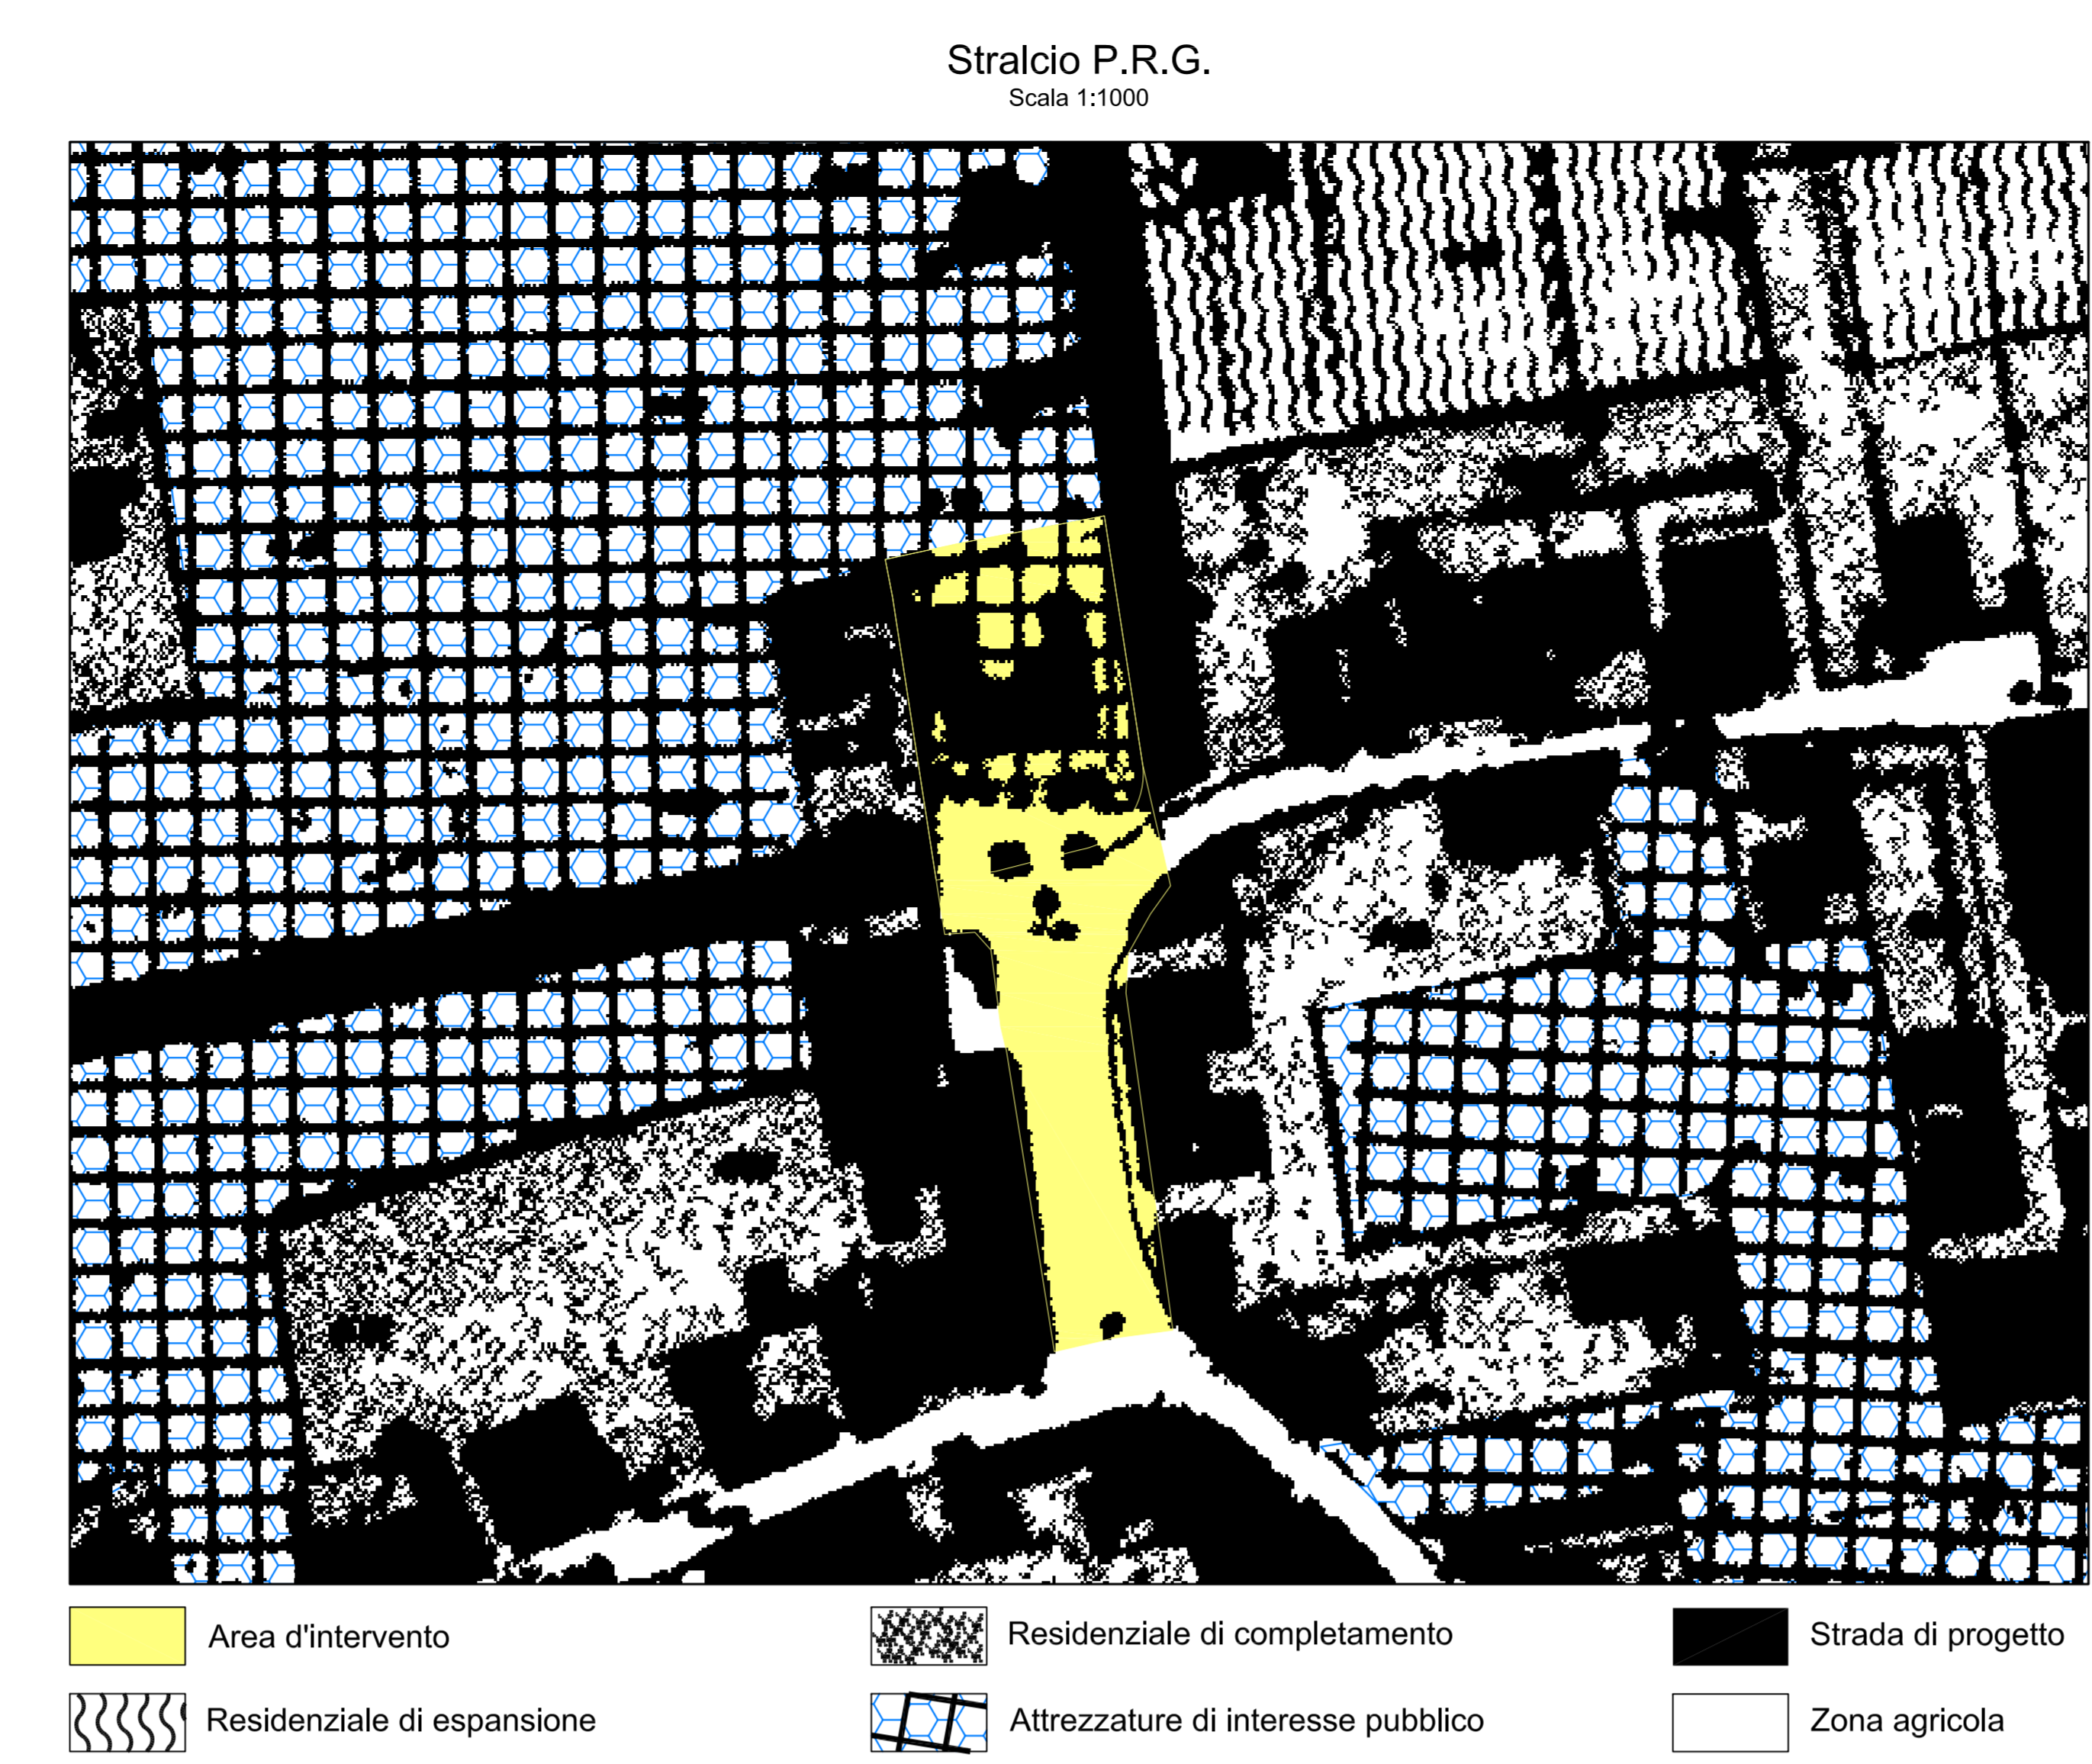 Stralcio P.R.G.
Scala 1:1000
Area d'intervento
Residenziale di completamento
Strada di progetto
Residenziale di espansione
Attrezzature di interesse pubblico
Zona agricola